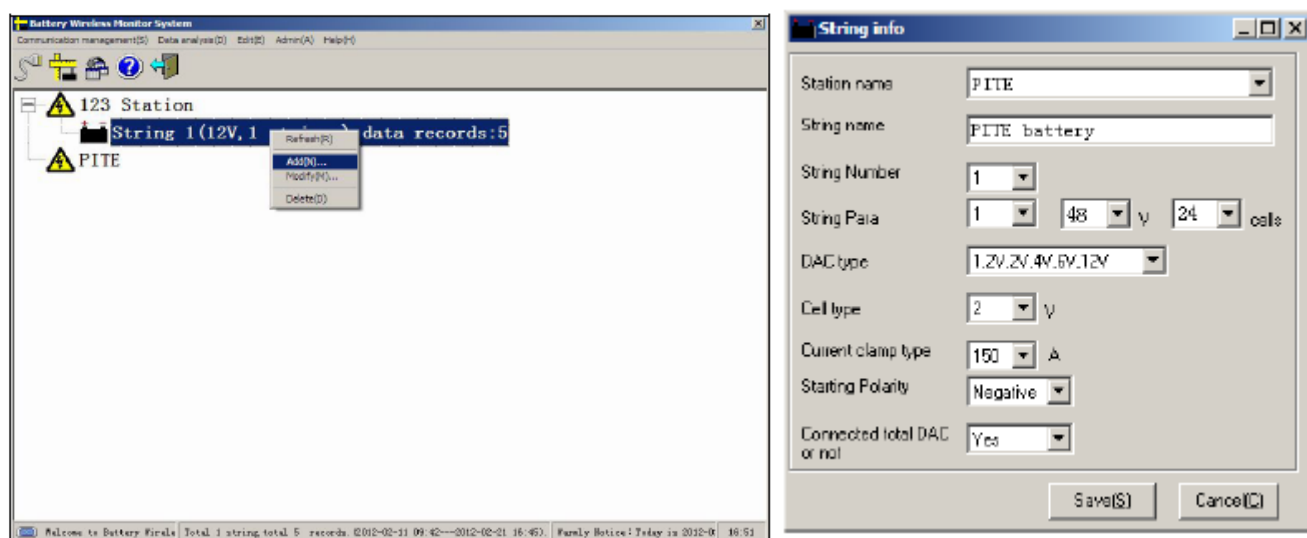 Battery Wireless Monitor System
Communication management(S) Data analysis(D) Edit(E) Admin(A) Help(H)
123 Station
String 1(12V,1 data records:5
PITE
Refresh(R)
Add(N)...
Modify(M)...
Delete(D)
Welcome to Battery Wirele Total 1 string,total 5 records. (2012-02-11 09:42---2012-02-21 16:45). Warmly Notice: Today is 2012-0 16:51
String info
Station name PITE
String name PITE battery
String Number 1
String Para 1 48 V 24 cells
DAC type 1.2V,2V,4V,6V,12V
Cell type 2 V
Current clamp type 150 A
Starting Polarity Negative
Connected total DAC Yes
or not
Save(S) Cancel(C)